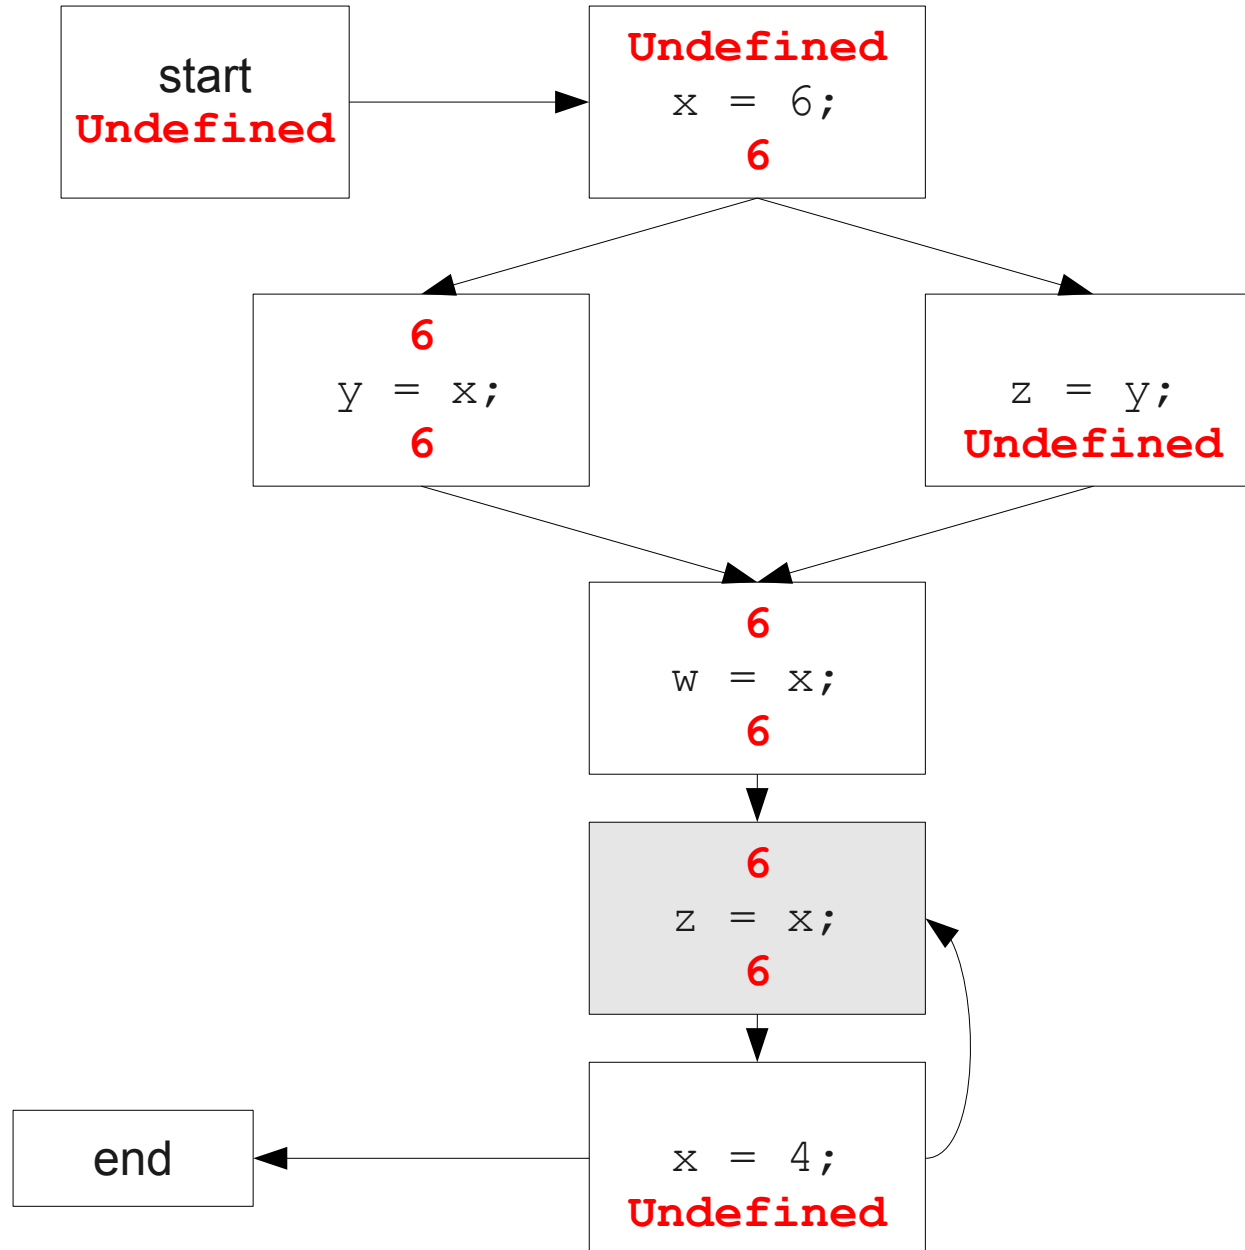 start
Undefined
Undefined
x = 6;
6
6
y = x;
6
z = y;
Undefined
6
w = x;
6
6
z = x;
6
x = 4;
Undefined
end